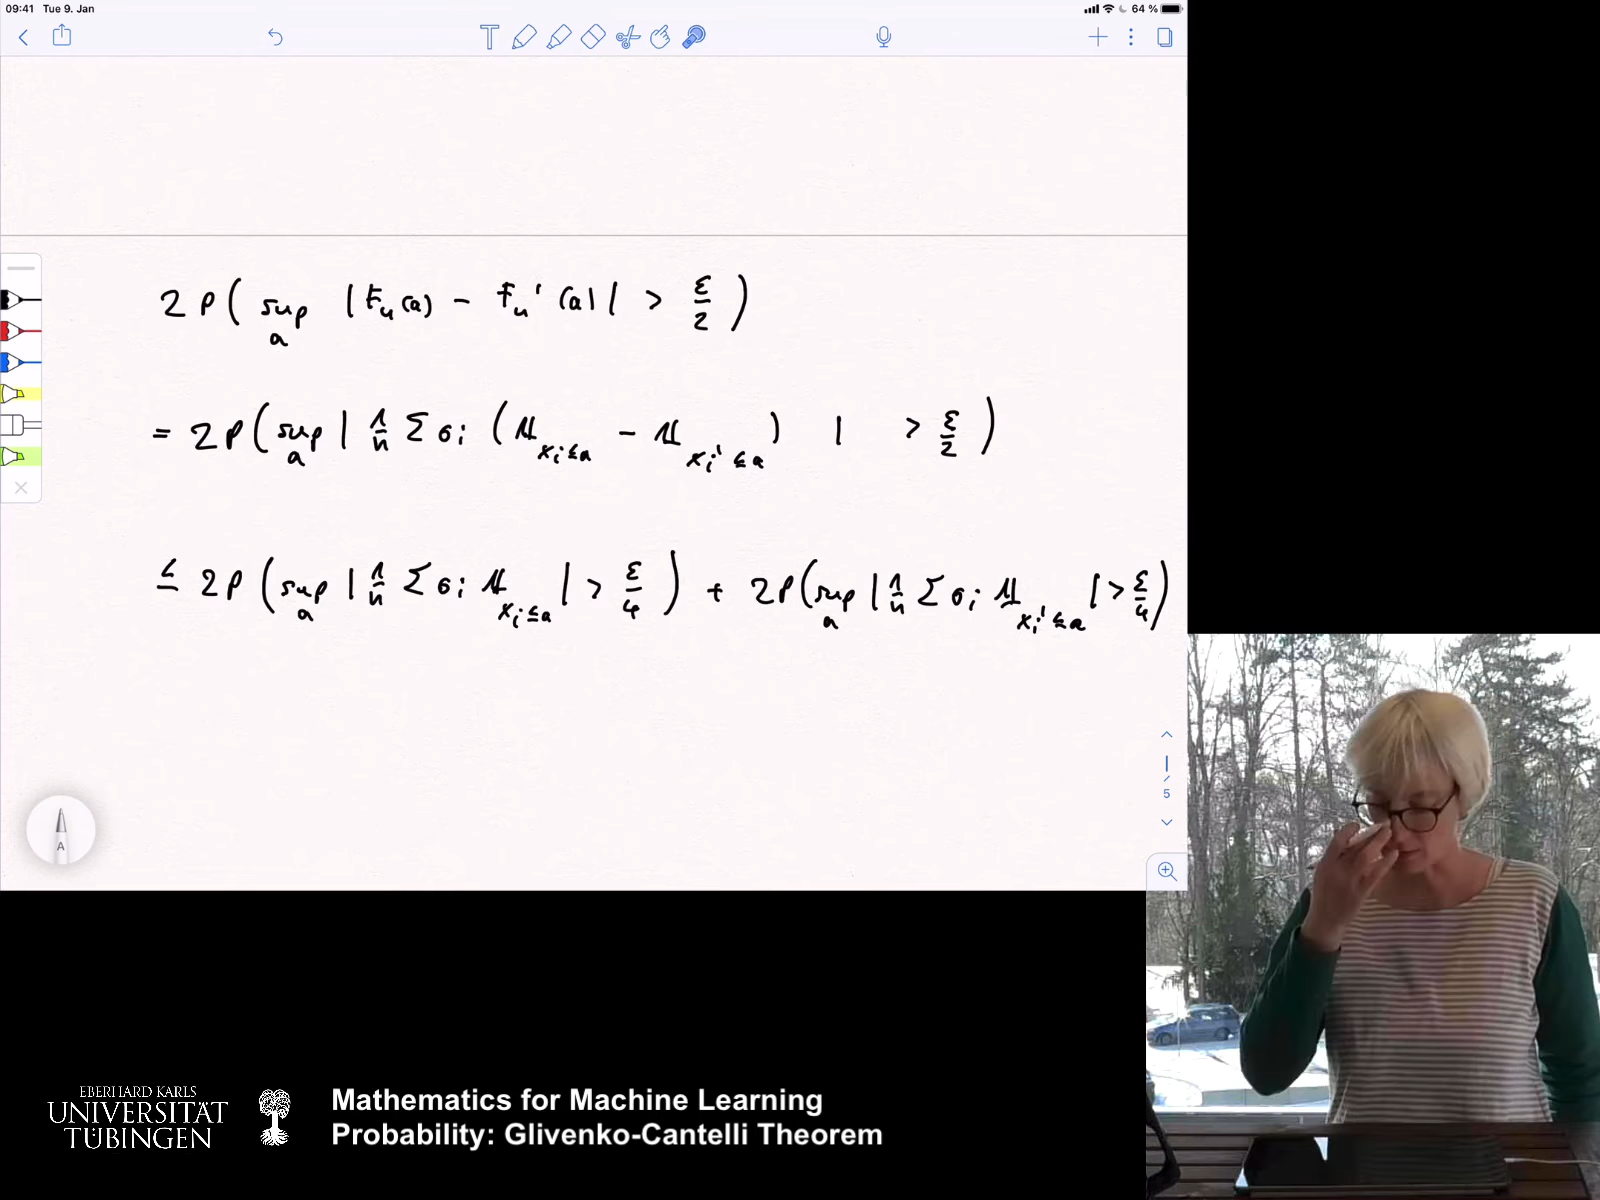 09:41 Tue 9. Jan 64 %
2 P ( sup_a | F_n(a) - F_n'(a) | > ε/2 )
= 2 P ( sup_a | 1/n Σ σ_i ( 𝟙_{x_i ≤ a} - 𝟙_{x_i' ≤ a} ) | > ε/2 )
≤ 2 P ( sup_a | 1/n Σ σ_i 𝟙_{x_i ≤ a} | > ε/4 ) + 2 P ( sup_a | 1/n Σ σ_i 𝟙_{x_i' ≤ a} | > ε/4 )
/
5
A
EBERHARD KARLS
UNIVERSITÄT
TÜBINGEN
Mathematics for Machine Learning
Probability: Glivenko-Cantelli Theorem